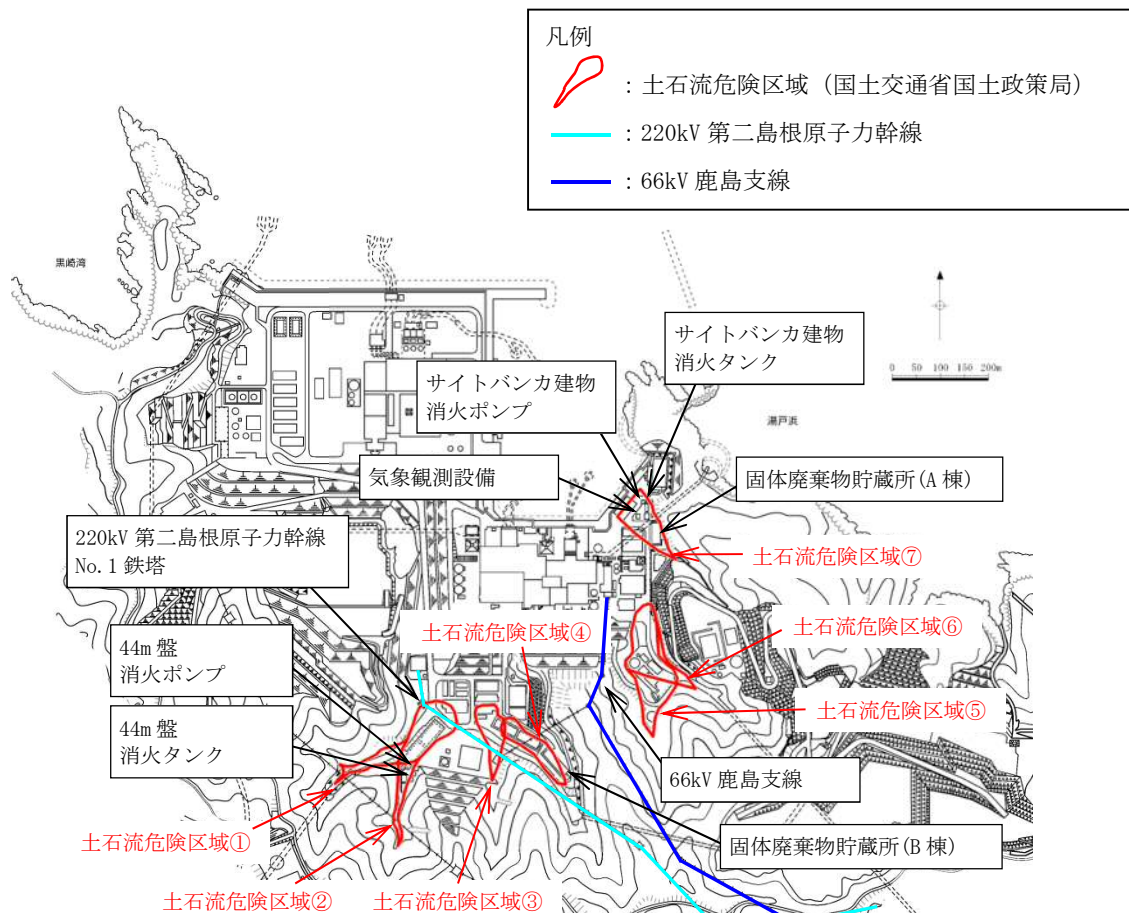 凡例
：土石流危険区域（国土交通省国土政策局）
：220kV 第二島根原子力幹線
：66kV 鹿島支線
黒崎湾
サイトバンカ建物
消火タンク
サイトバンカ建物
消火ポンプ
0 50 100 150 200m
湯戸浜
気象観測設備
固体廃棄物貯蔵所(A 棟)
220kV 第二島根原子力幹線
No.1 鉄塔
土石流危険区域⑦
土石流危険区域④
土石流危険区域⑥
44m 盤
消火ポンプ
土石流危険区域⑤
44m 盤
消火タンク
66kV 鹿島支線
土石流危険区域①
固体廃棄物貯蔵所(B 棟)
土石流危険区域②
土石流危険区域③